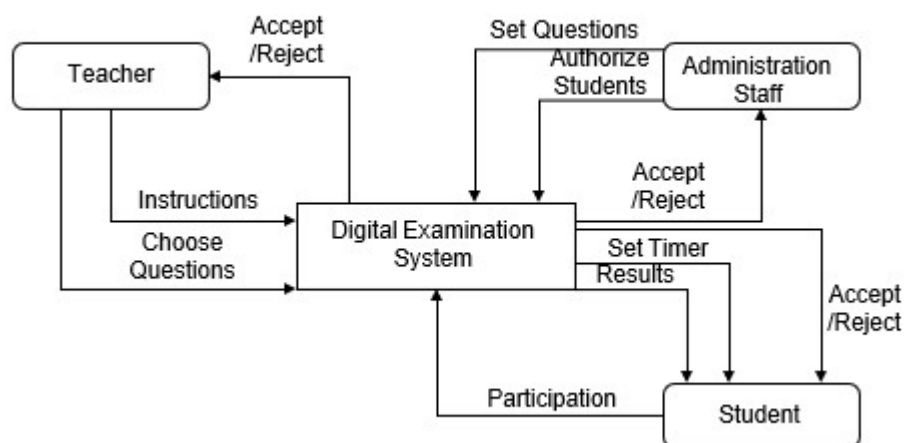 Accept
/Reject
Set Questions
Teacher
Authorize
Students
Administration
Staff
Instructions
Accept
/Reject
Choose
Questions
Digital Examination
System
Set Timer
Results
Accept
/Reject
Participation
Student